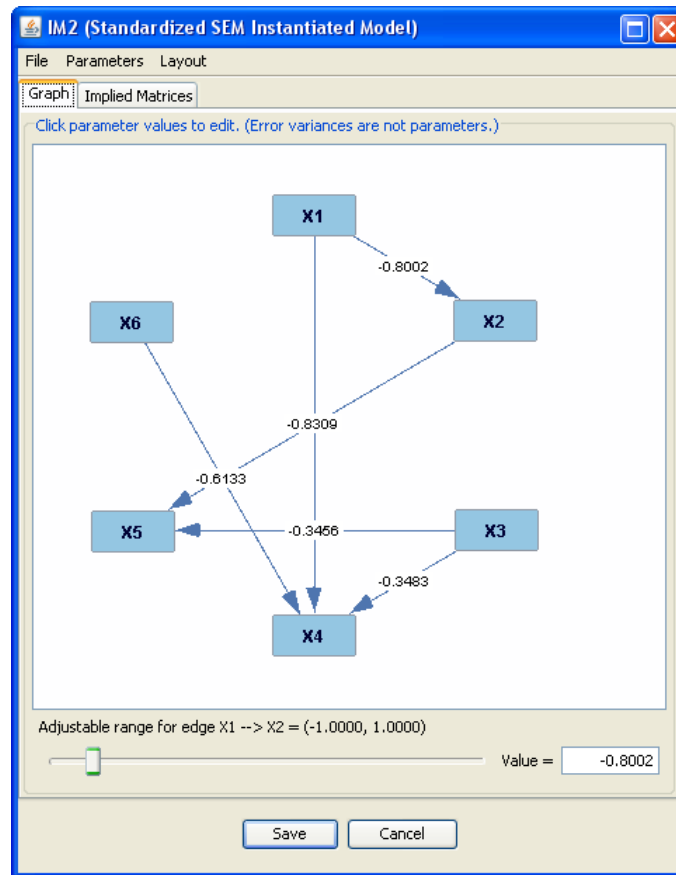 IM2 (Standardized SEM Instantiated Model)
File Parameters Layout
Graph Implied Matrices
Click parameter values to edit. (Error variances are not parameters.)
X1
-0.8002
X6
X2
-0.8309
-0.6133
X5
-0.3456
X3
-0.3483
X4
Adjustable range for edge X1 --> X2 = (-1.0000, 1.0000)
Value = -0.8002
Save Cancel